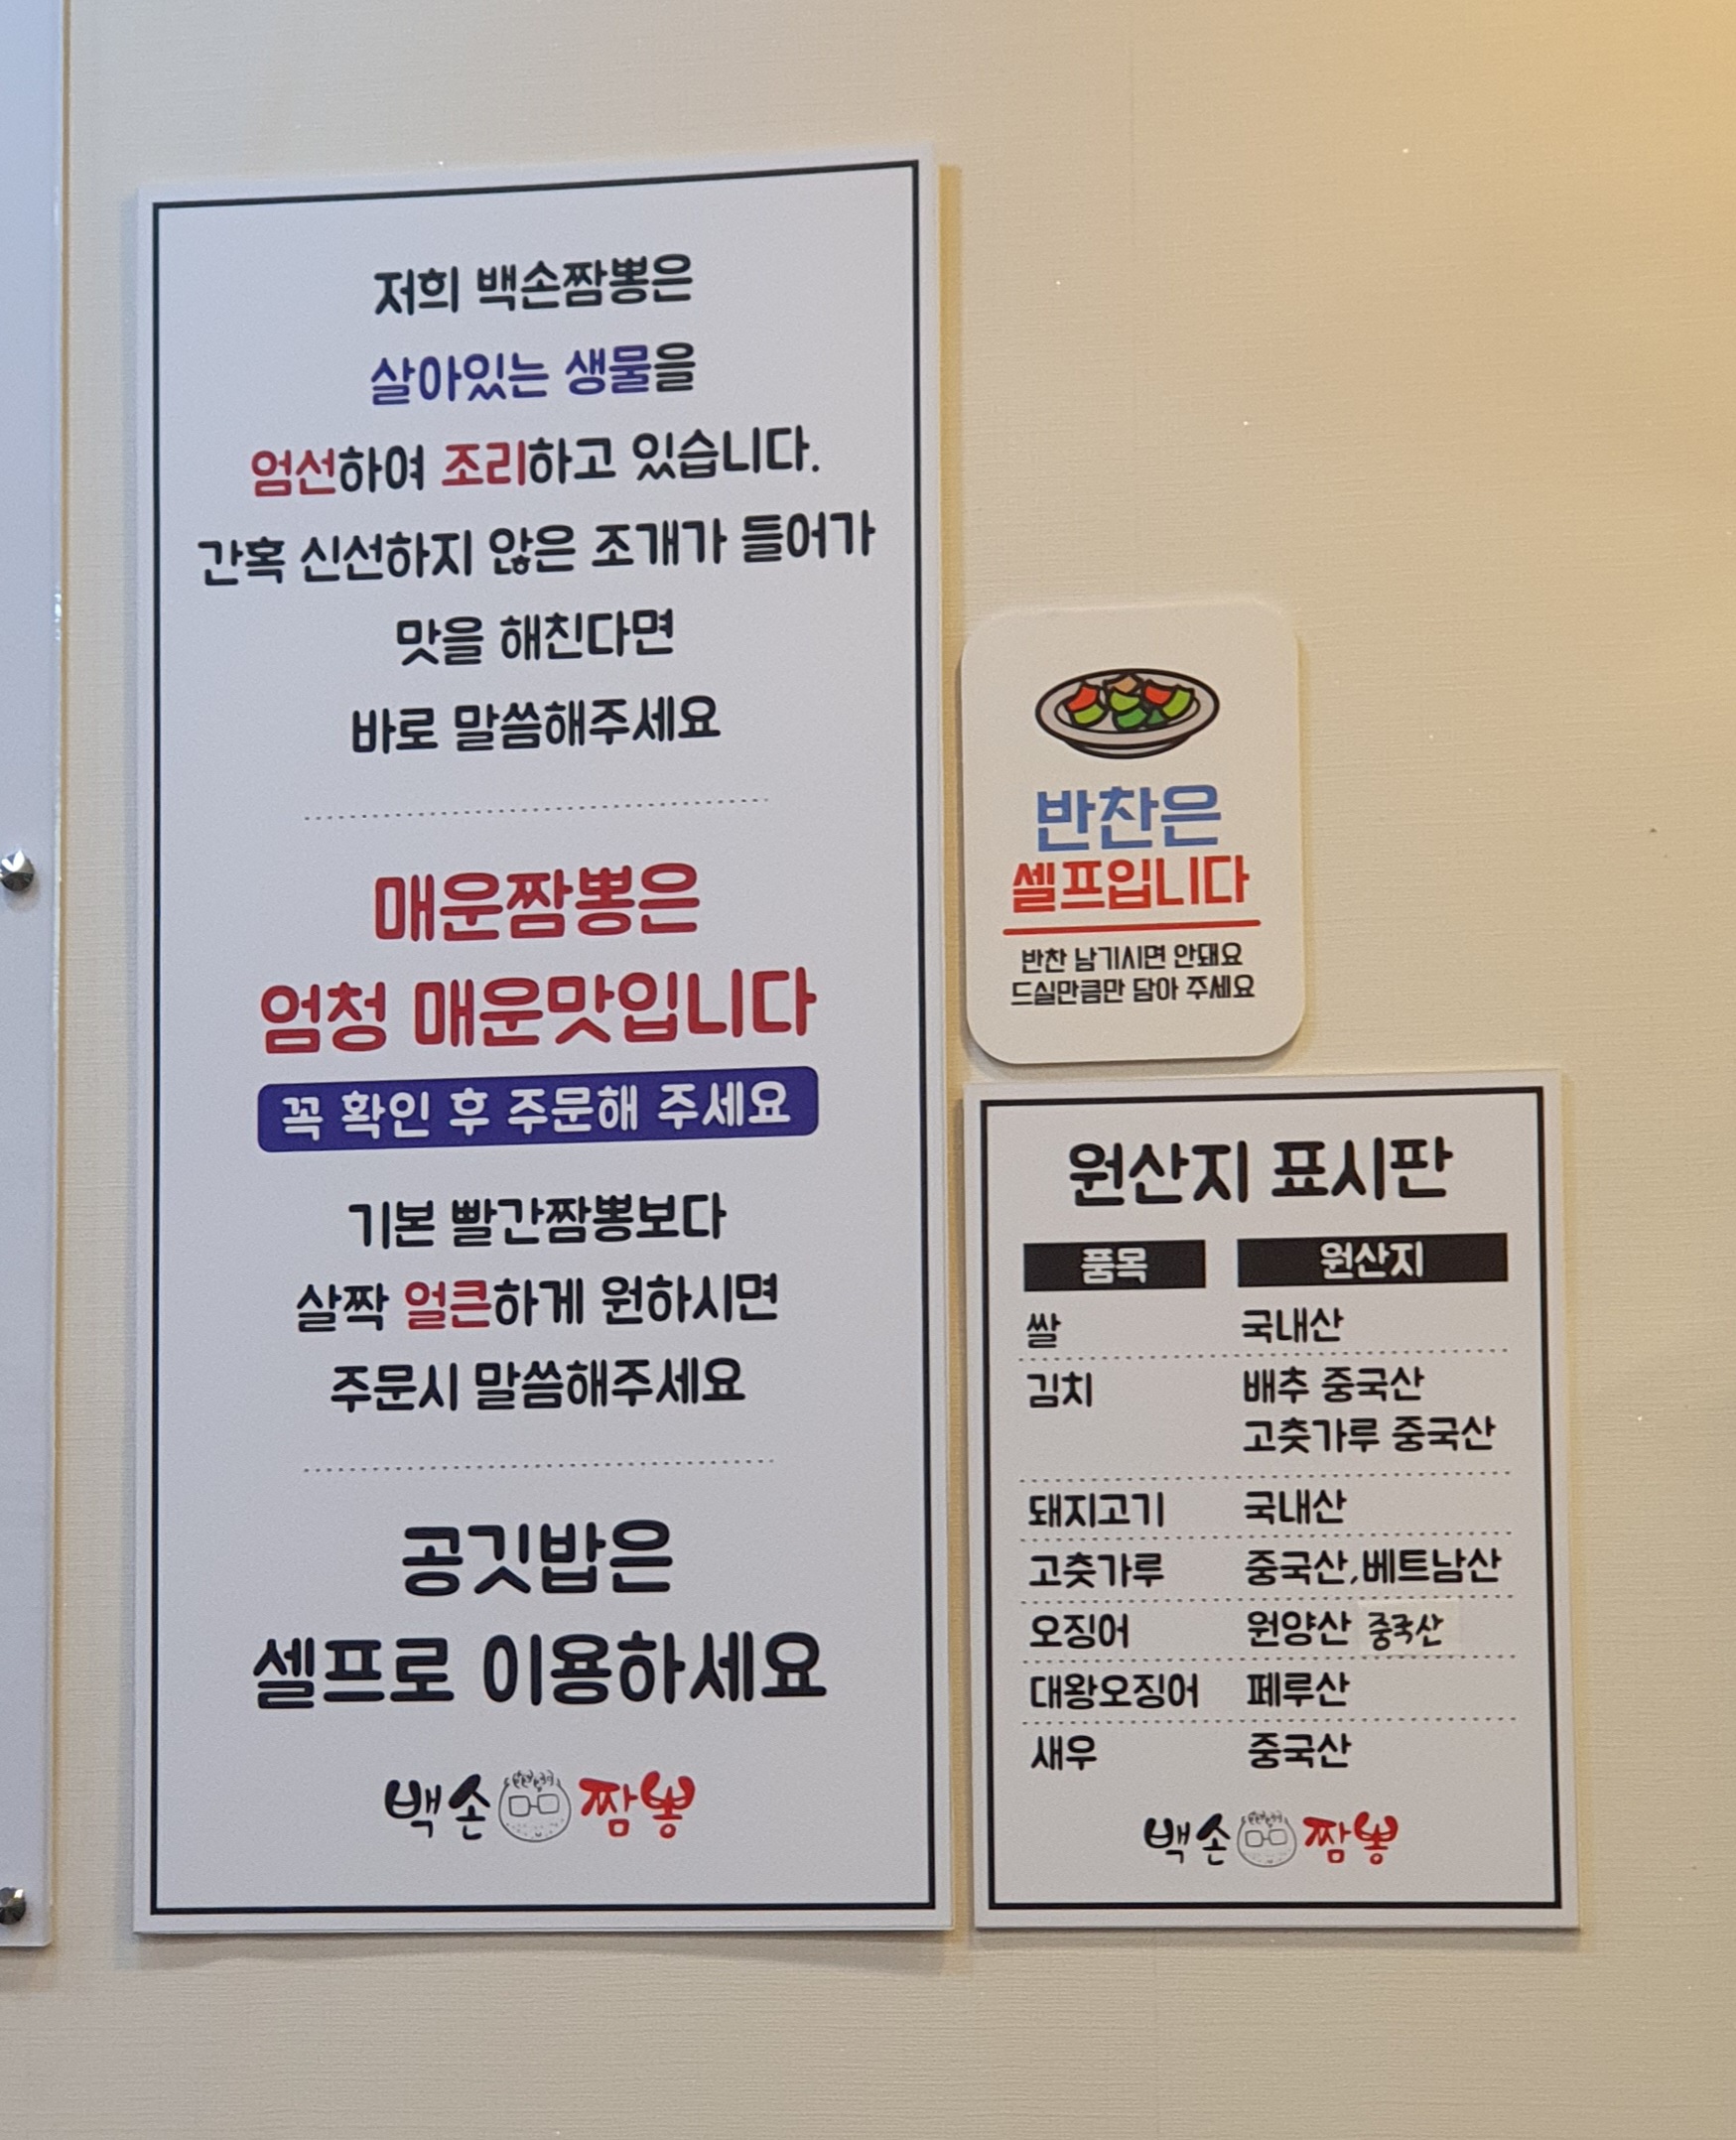 저희 백손짬뽕은
살아있는 생물을
엄선하여 조리하고 있습니다.
간혹 신선하지 않은 조개가 들어가
맛을 해친다면
바로 말씀해주세요
매운짬뽕은
엄청 매운맛입니다
꼭 확인 후 주문해 주세요
기본 빨간짬뽕보다
살짝 얼큰하게 원하시면
주문시 말씀해주세요
공깃밥은
셀프로 이용하세요
백손짬뽕
반찬은
셀프입니다
반찬 남기시면 안돼요
드실만큼만 담아 주세요
원산지 표시판
품목 원산지
쌀 국내산
김치 배추 중국산
고춧가루 중국산
돼지고기 국내산
고춧가루 중국산,베트남산
오징어 원양산 중국산
대왕오징어 페루산
새우 중국산
백손짬뽕